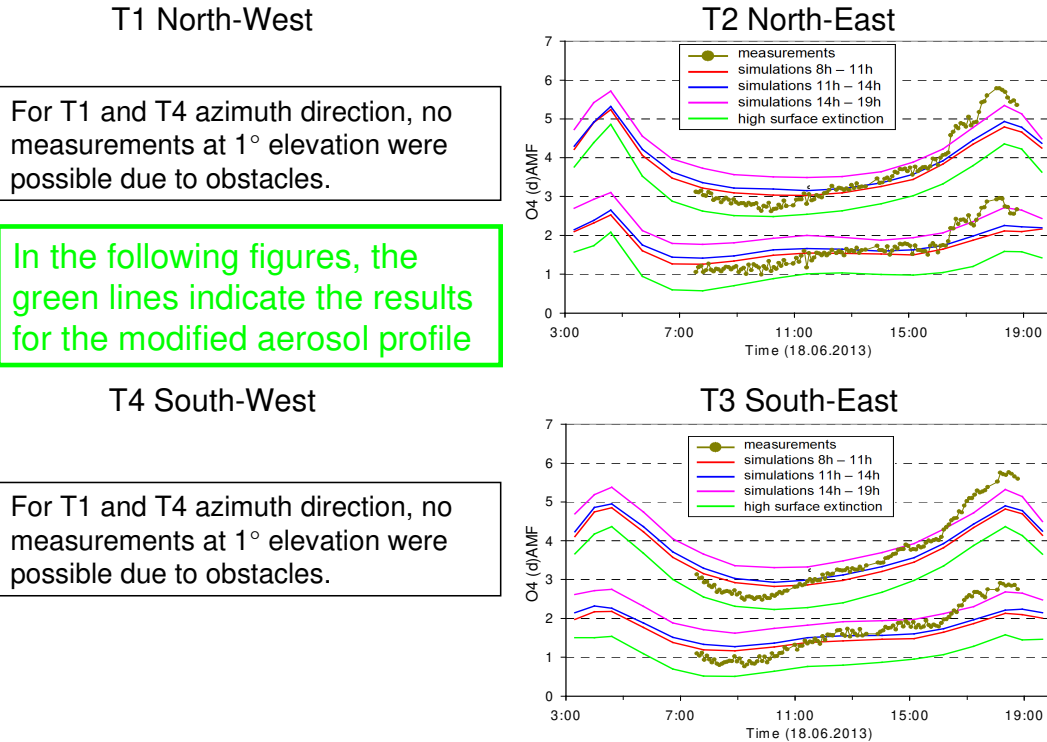 T1 North-West
For T1 and T4 azimuth direction, no
measurements at 1° elevation were
possible due to obstacles.
In the following figures, the
green lines indicate the results
for the modified aerosol profile
T2 North-East
measurements
simulations 8h – 11h
simulations 11h – 14h
simulations 14h – 19h
high surface extinction
O4 (d)AMF
7
6
5
4
3
2
1
0
c
3:00 7:00 11:00 15:00 19:00
Time (18.06.2013)
T4 South-West
For T1 and T4 azimuth direction, no
measurements at 1° elevation were
possible due to obstacles.
T3 South-East
measurements
simulations 8h – 11h
simulations 11h – 14h
simulations 14h – 19h
high surface extinction
O4 (d)AMF
7
6
5
4
3
2
1
0
c
3:00 7:00 11:00 15:00 19:00
Time (18.06.2013)